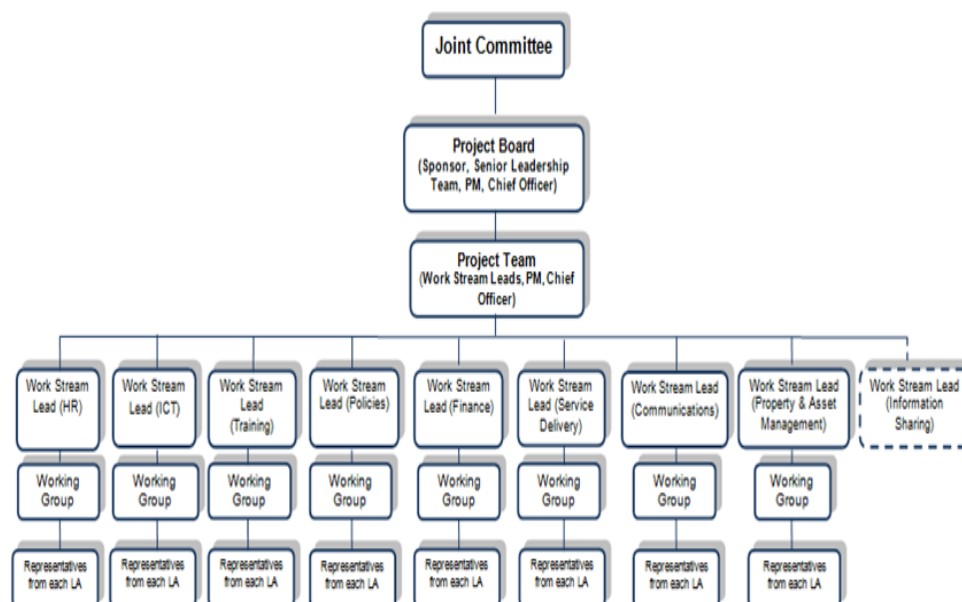 Joint Committee
Project Board
(Sponsor, Senior Leadership
Team, PM, Chief Officer)
Project Team
(Work Stream Leads, PM, Chief
Officer)
Work Stream
Lead (HR)
Work Stream
Lead (ICT)
Work Stream
Lead
(Training)
Work Stream
Lead (Policies)
Work Stream
Lead (Finance)
Work Stream
Lead (Service
Delivery)
Work Stream Lead
(Communications)
Work Stream Lead
(Property & Asset
Management)
Work Stream Lead
(Information
Sharing)
Working
Group
Working
Group
Working
Group
Working
Group
Working
Group
Working
Group
Working
Group
Working
Group
Representatives
from each LA
Representatives
from each LA
Representatives
from each LA
Representatives
from each LA
Representatives
from each LA
Representatives
from each LA
Representatives
from each LA
Representatives
from each LA